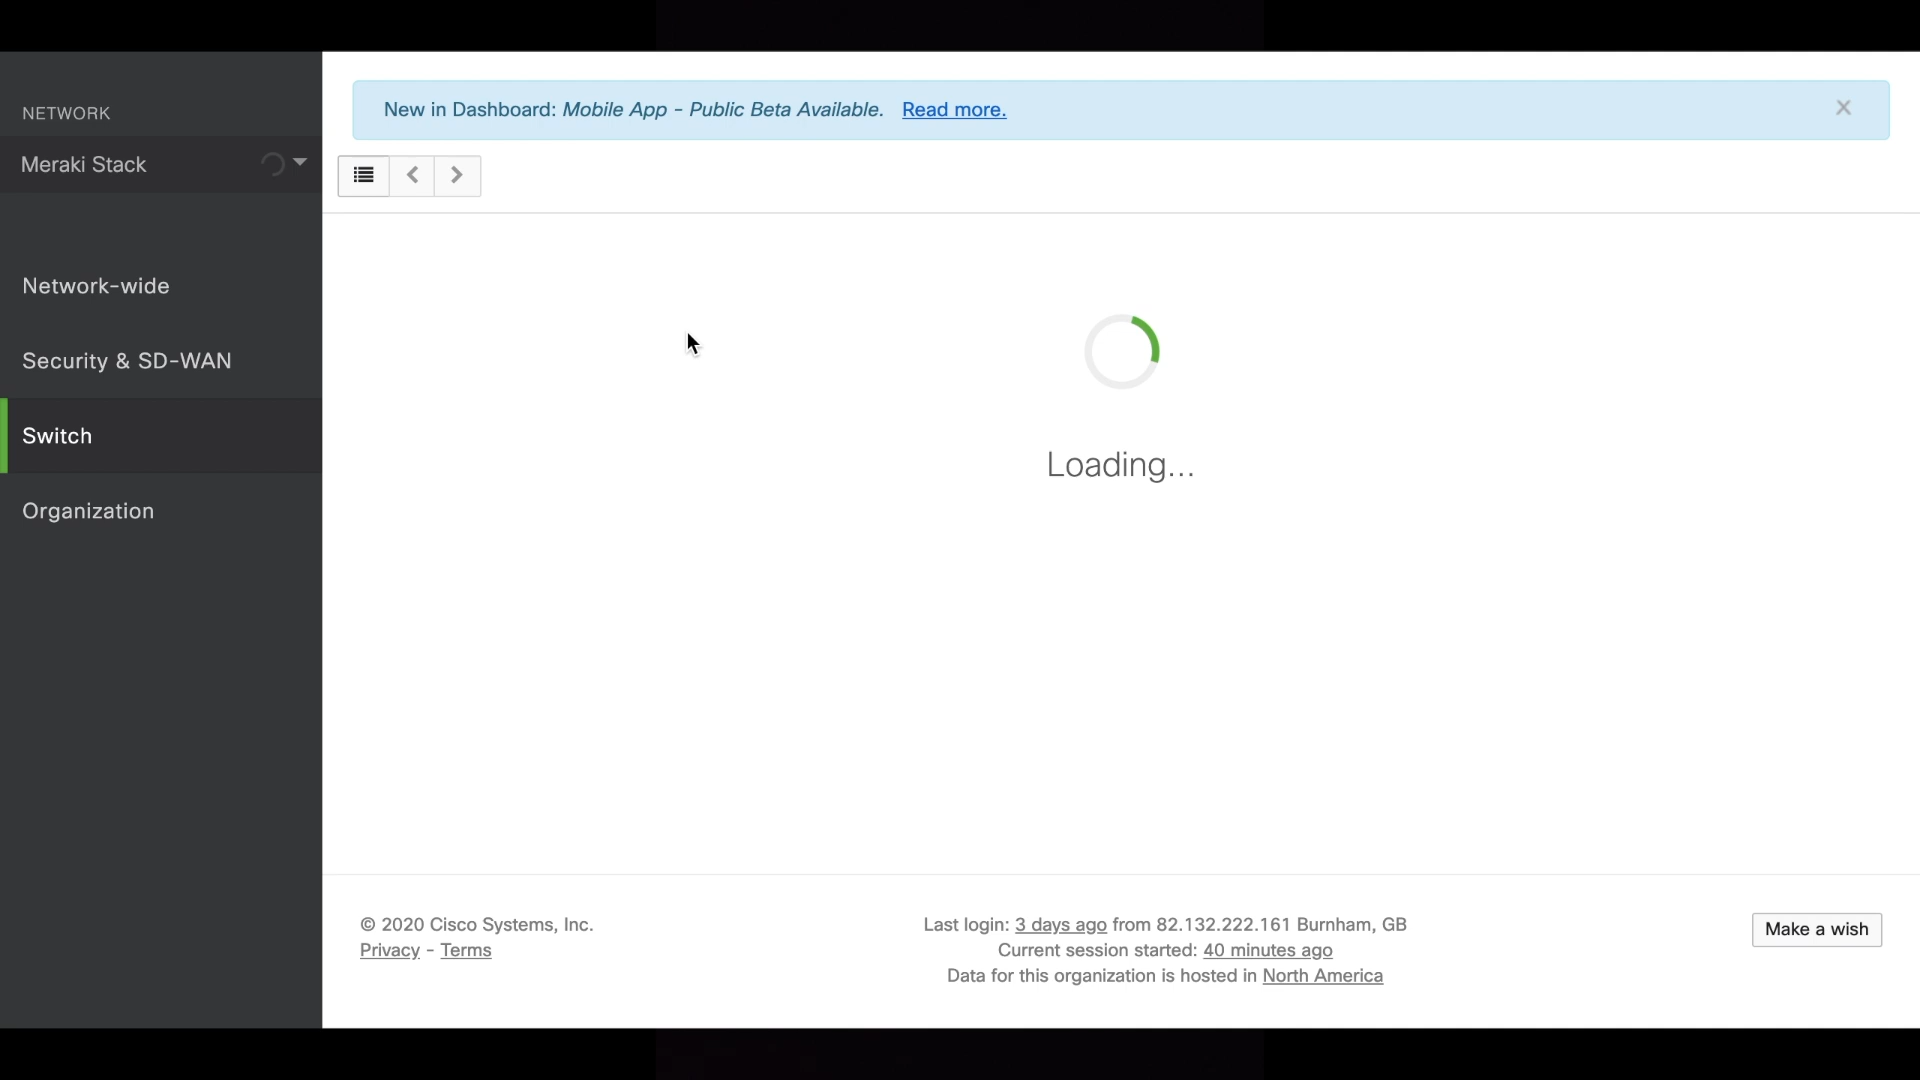 NETWORK
Meraki Stack
Network-wide
Security & SD-WAN
Switch
Organization
New in Dashboard: Mobile App - Public Beta Available. Read more.
Loading...
© 2020 Cisco Systems, Inc.
Privacy - Terms
Last login: 3 days ago from 82.132.222.161 Burnham, GB
Current session started: 40 minutes ago
Data for this organization is hosted in North America
Make a wish